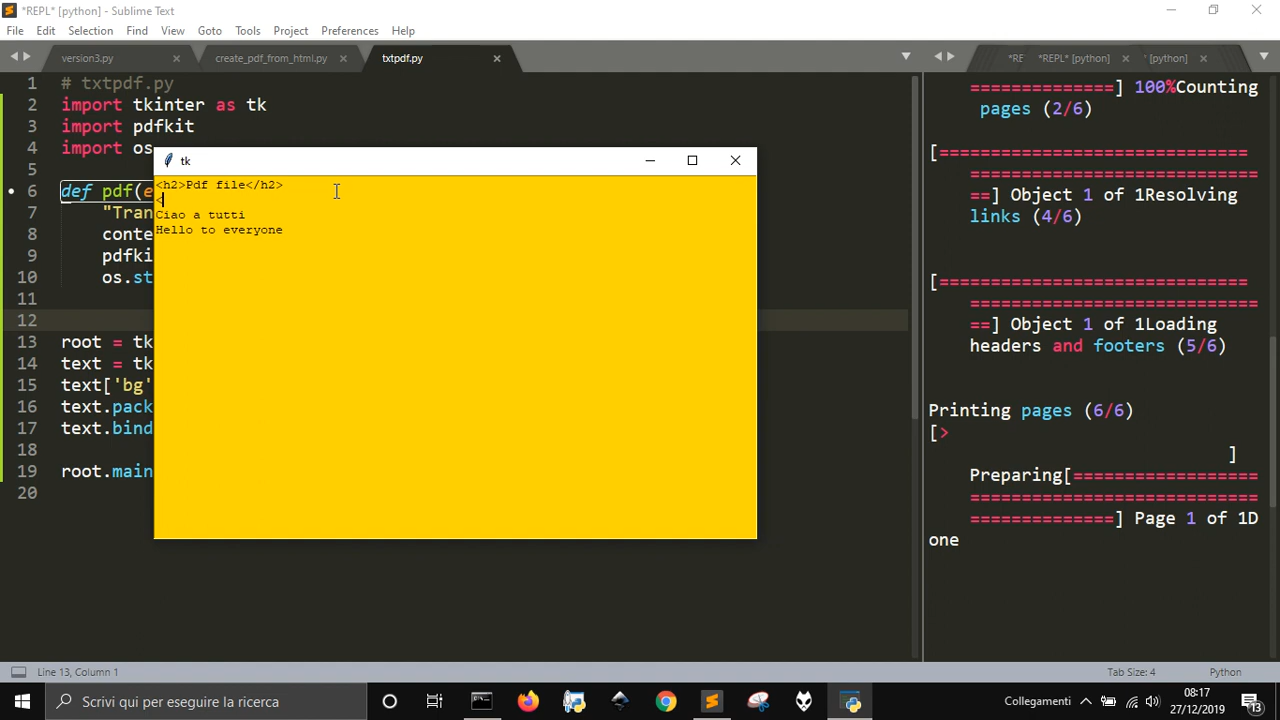 *REPL* [python] - Sublime Text
File Edit Selection Find View Goto Tools Project Preferences Help
version3.py create_pdf_from_html.py txtpdf.py *RE *REPL* [python] ' [python]
1 # txtpdf.py
2 import tkinter as tk
3 import pdfkit
4 import os
5
6 def pdf(e
7 "Tran
8 conte
9 pdfki
10 os.st
11
12
13 root = tk
14 text = tk
15 text['bg'
16 text.pack
17 text.bind
18
19 root.main
20
tk
<h2>Pdf file</h2>
<
Ciao a tutti
Hello to everyone
==============] 100%Counting
pages (2/6)
[=============================
=============================
==] Object 1 of 1Resolving
links (4/6)
[=============================
=============================
==] Object 1 of 1Loading
headers and footers (5/6)
Printing pages (6/6)
[>
]
Preparing[==================
=============================
==============] Page 1 of 1D
one
Line 13, Column 1 Tab Size: 4 Python
Scrivi qui per eseguire la ricerca
Collegamenti
08:17
27/12/2019
13